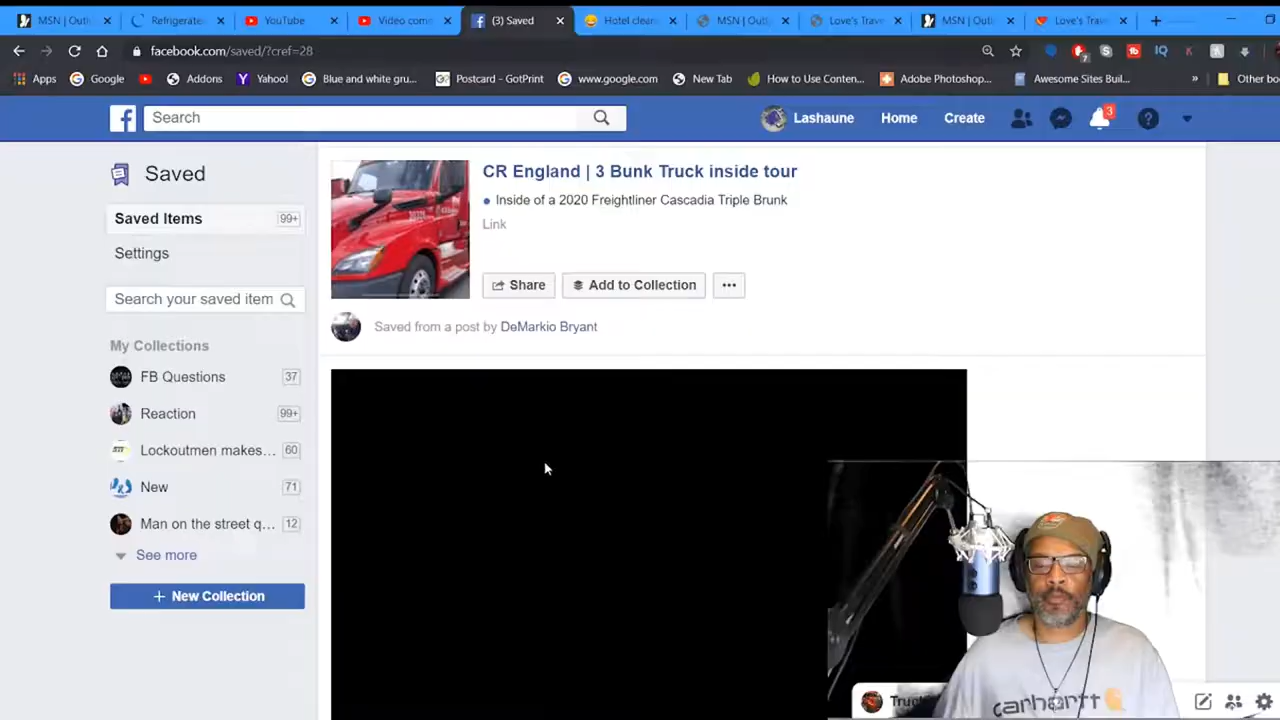 MSN | Outl
Refrigerate
YouTube
Video com
(3) Saved
Hotel clean
MSN | Outl
Love's Trav
MSN | Outl
Love's Trav
facebook.com/saved/?cref=28
7
IQ
K
Apps
Google
Addons
Yahoo!
Blue and white gru...
Postcard - GotPrint
www.google.com
New Tab
How to Use Conten...
Adobe Photoshop...
Awesome Sites Buil...
»
Other bo
Search
Lashaune
Home
Create
3
Saved
Saved Items 99+
Settings
Search your saved item
My Collections
FB Questions 37
Reaction 99+
Lockoutmen makes... 60
New 71
Man on the street q... 12
See more
+ New Collection
CR England | 3 Bunk Truck inside tour
Inside of a 2020 Freightliner Cascadia Triple Brunk
Link
Share
Add to Collection
Saved from a post by DeMarkio Bryant
Truc
carhartt